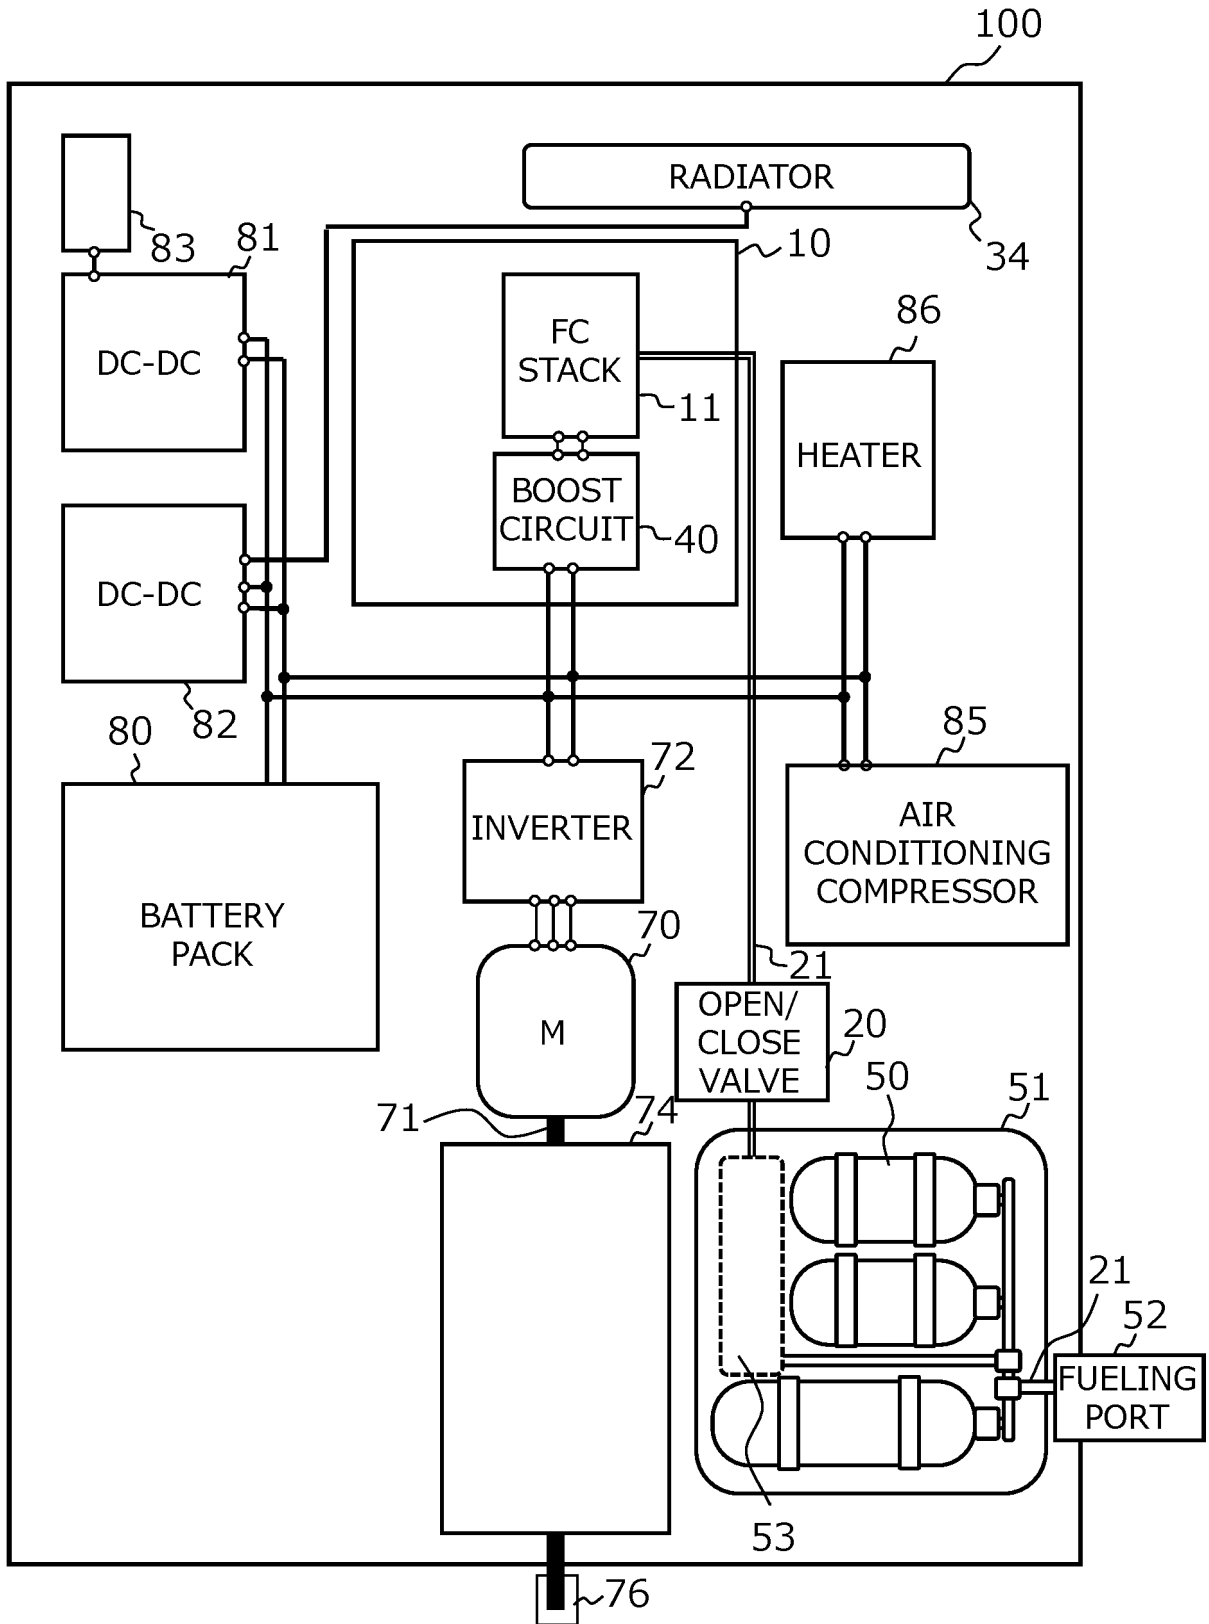 100
RADIATOR
83
81
10
34
FC
STACK
86
DC-DC
11
HEATER
BOOST
CIRCUIT
40
DC-DC
82
80
72
85
INVERTER
AIR
CONDITIONING
COMPRESSOR
BATTERY
PACK
70
21
M
OPEN/
CLOSE
VALVE
20
50
51
71
74
21
52
FUELING
PORT
53
76